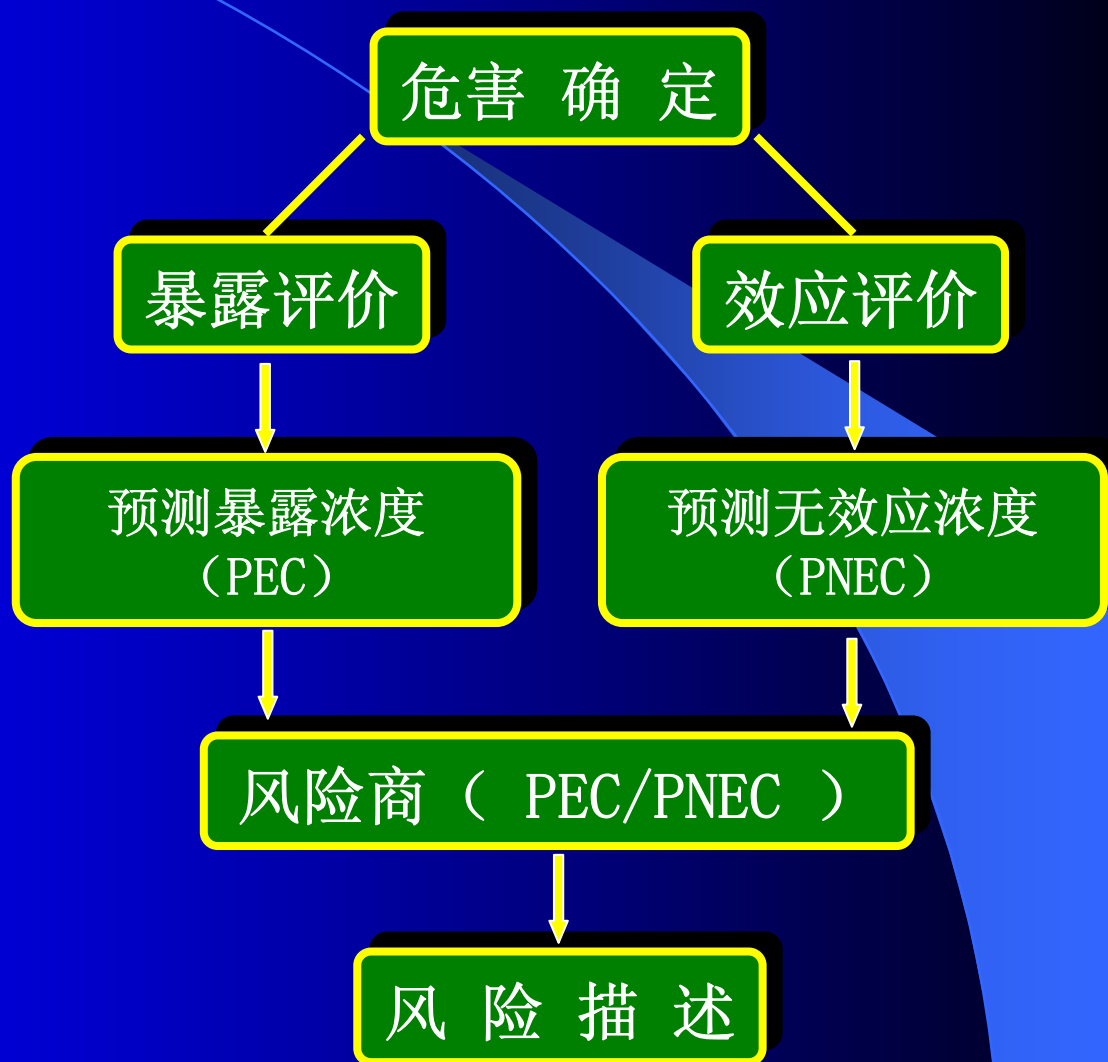 危害 确 定
暴露评价
效应评价
预测暴露浓度
（PEC）
预测无效应浓度
（PNEC）
风险商（ PEC/PNEC ）
风 险 描 述